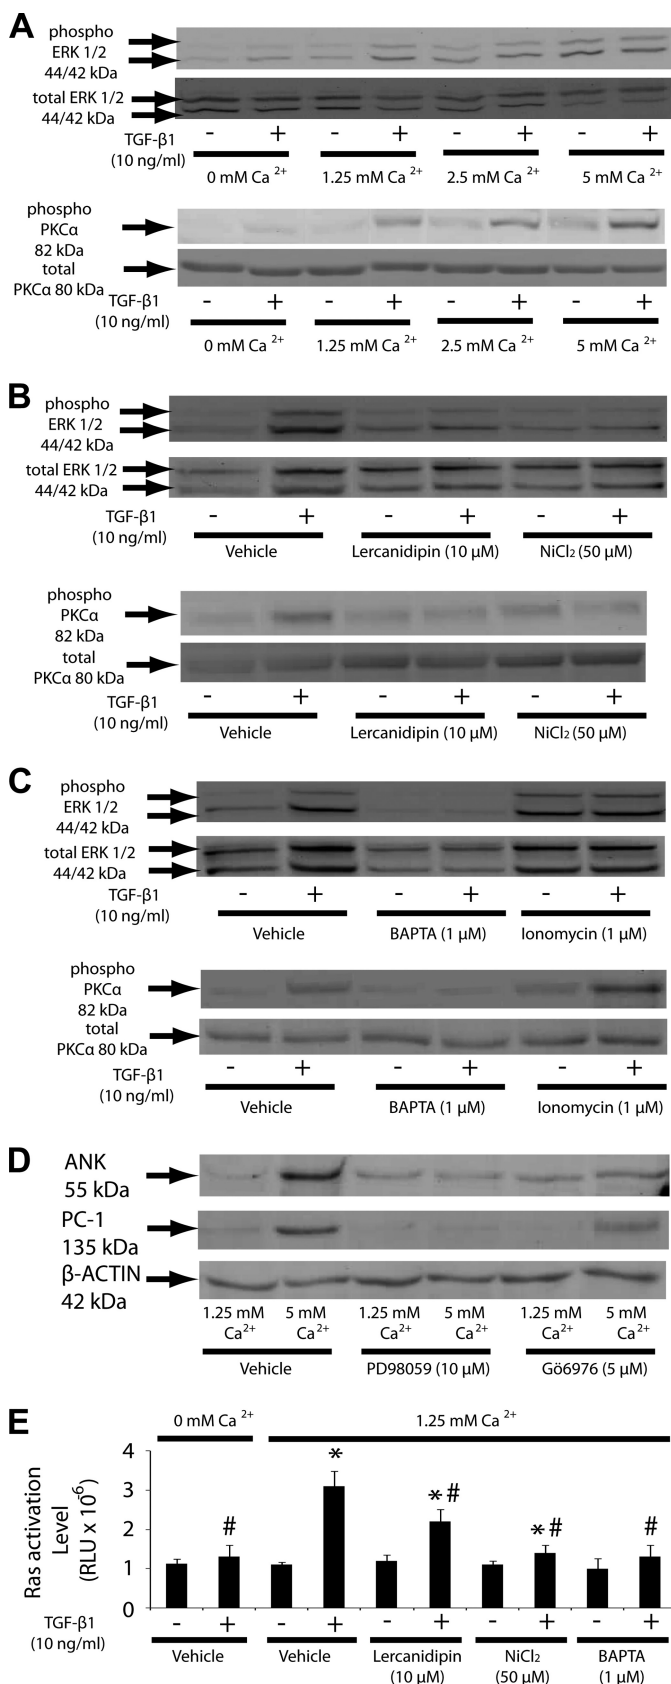 A
phospho
ERK 1/2
44/42 kDa
total ERK 1/2
44/42 kDa
TGF-β1 - + - + - + - +
(10 ng/ml)
0 mM Ca 2+ 1.25 mM Ca 2+ 2.5 mM Ca 2+ 5 mM Ca 2+
phospho
PKCα
82 kDa
total
PKCα 80 kDa
TGF-β1 - + - + - + - +
(10 ng/ml)
0 mM Ca 2+ 1.25 mM Ca 2+ 2.5 mM Ca 2+ 5 mM Ca 2+
B
phospho
ERK 1/2
44/42 kDa
total ERK 1/2
44/42 kDa
TGF-β1 - + - + - +
(10 ng/ml)
Vehicle Lercanidipin (10 μM) NiCl2 (50 μM)
phospho
PKCα
82 kDa
total
PKCα 80 kDa
TGF-β1 - + - + - +
(10 ng/ml)
Vehicle Lercanidipin (10 μM) NiCl2 (50 μM)
C
phospho
ERK 1/2
44/42 kDa
total ERK 1/2
44/42 kDa
TGF-β1 - + - + - +
(10 ng/ml)
Vehicle BAPTA (1 μM) Ionomycin (1 μM)
phospho
PKCα
82 kDa
total
PKCα 80 kDa
TGF-β1 - + - + - +
(10 ng/ml)
Vehicle BAPTA (1 μM) Ionomycin (1 μM)
D
ANK
55 kDa
PC-1
135 kDa
β-ACTIN
42 kDa
1.25 mM 5 mM 1.25 mM 5 mM 1.25 mM 5 mM
Ca2+ Ca2+ Ca2+ Ca2+ Ca2+ Ca2+
Vehicle PD98059 (10 μM) Gö6976 (5 μM)
E
0 mM Ca 2+ 1.25 mM Ca 2+
Ras activation
Level
(RLU x 10-6)
4
3
2
1
0
# * *# *# #
TGF-β1 - + - + - + - + - +
(10 ng/ml)
Vehicle Vehicle Lercanidipin NiCl2 BAPTA
(10 μM) (50 μM) (1 μM)